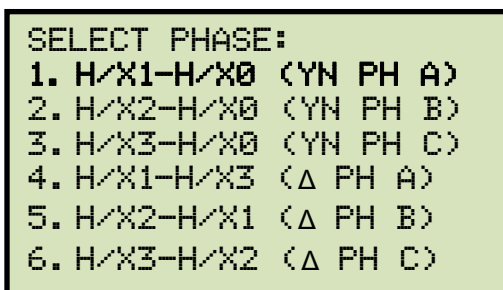 SELECT PHASE:
1. H/X1-H/X0 (YN PH A)
2. H/X2-H/X0 (YN PH B)
3. H/X3-H/X0 (YN PH C)
4. H/X1-H/X3 (Δ PH A)
5. H/X2-H/X1 (Δ PH B)
6. H/X3-H/X2 (Δ PH C)